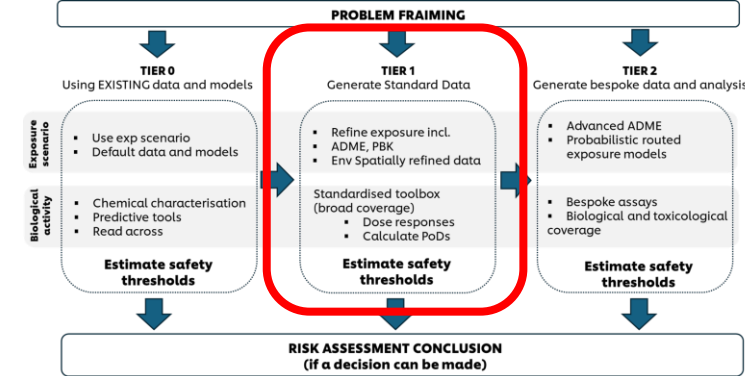 PROBLEM FRAIMING
TIER 0
Using EXISTING data and models
TIER 1
Generate Standard Data
TIER 2
Generate bespoke data and analysis
Exposure
scenario
▪ Use exp scenario
▪ Default data and models
▪ Refine exposure incl.
▪ ADME, PBK
▪ Env Spatially refined data
▪ Advanced ADME
▪ Probabilistic routed
exposure models
Biological
activity
▪ Chemical characterisation
▪ Predictive tools
▪ Read across
Standardised toolbox
(broad coverage)
▪ Dose responses
▪ Calculate PoDs
▪ Bespoke assays
▪ Biological and toxicological
coverage
Estimate safety
thresholds
Estimate safety
thresholds
Estimate safety
thresholds
RISK ASSESSMENT CONCLUSION
(if a decision can be made)